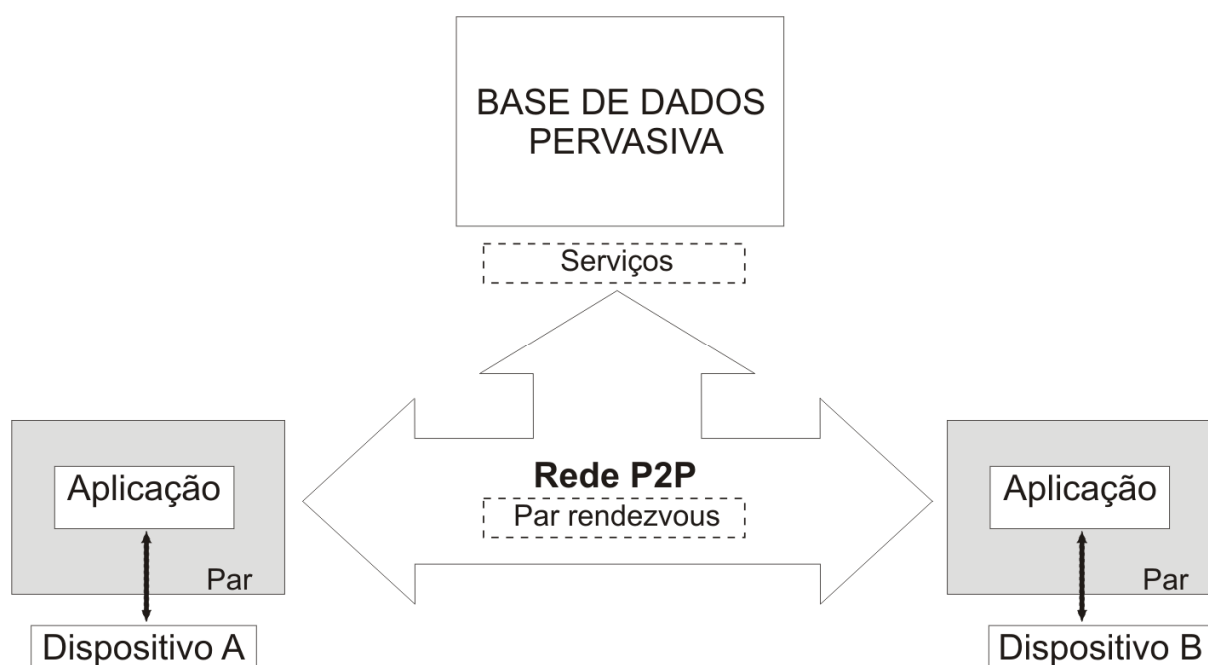 BASE DE DADOS
PERVASIVA
Serviços
Rede P2P
Par rendezvous
Aplicação
Par
Dispositivo A
Aplicação
Par
Dispositivo B